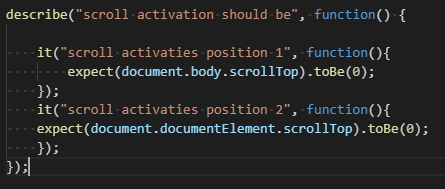 describe("scroll activation should be", function() {
it("scroll activaties position 1", function(){
expect(document.body.scrollTop).toBe(0);
});
it("scroll activaties position 2", function(){
expect(document.documentElement.scrollTop).toBe(0);
});
});